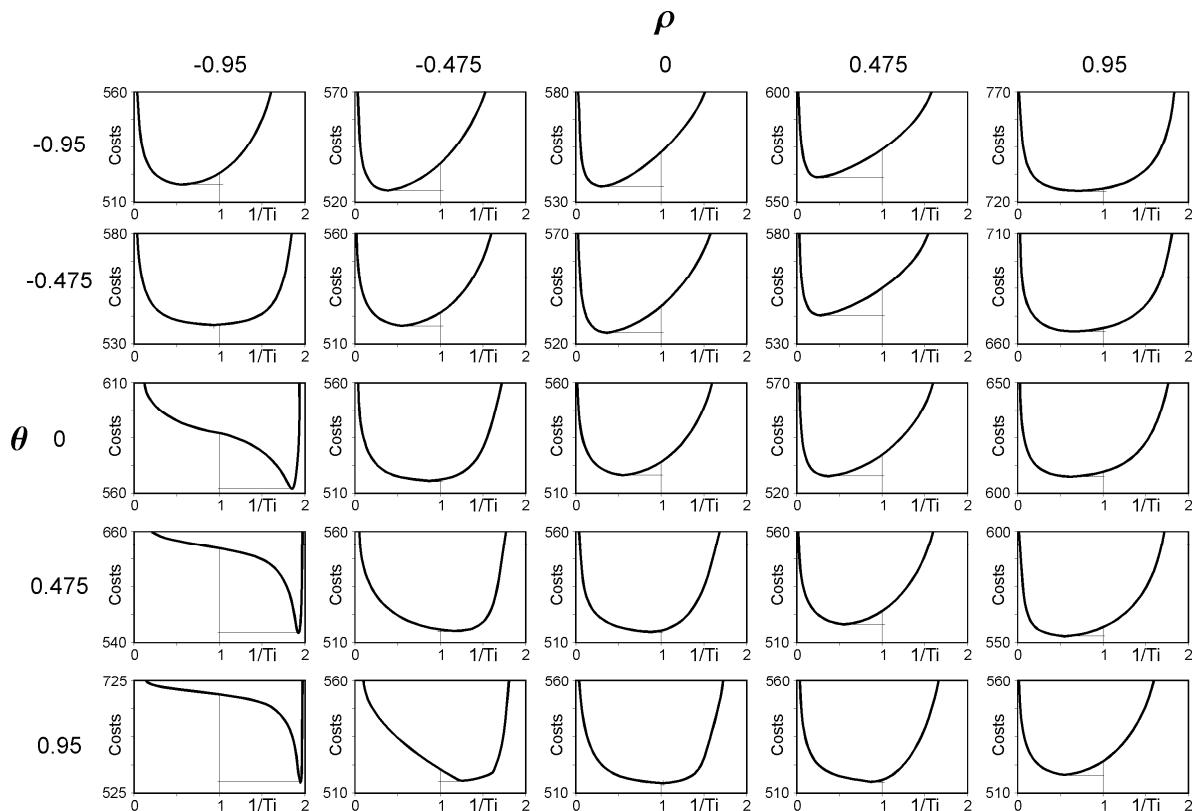 ρ
-0.95 -0.475 0 0.475 0.95
560 570 580 600 770
-0.95 Costs Costs Costs Costs Costs
510 520 530 550 720
0 1 1/Ti 2 0 1 1/Ti 2 0 1 1/Ti 2 0 1 1/Ti 2 0 1 1/Ti 2
580 560 570 580 710
-0.475 Costs Costs Costs Costs Costs
530 510 520 530 660
0 1 1/Ti 2 0 1 1/Ti 2 0 1 1/Ti 2 0 1 1/Ti 2 0 1 1/Ti 2
610 560 560 570 650
θ 0 Costs Costs Costs Costs Costs
560 510 510 520 600
0 1 1/Ti 2 0 1 1/Ti 2 0 1 1/Ti 2 0 1 1/Ti 2 0 1 1/Ti 2
660 560 560 560 600
0.475 Costs Costs Costs Costs Costs
540 510 510 510 550
0 1 1/Ti 2 0 1 1/Ti 2 0 1 1/Ti 2 0 1 1/Ti 2 0 1 1/Ti 2
725 560 560 560 560
0.95 Costs Costs Costs Costs Costs
525 510 510 510 510
0 1 1/Ti 2 0 1 1/Ti 2 0 1 1/Ti 2 0 1 1/Ti 2 0 1 1/Ti 2